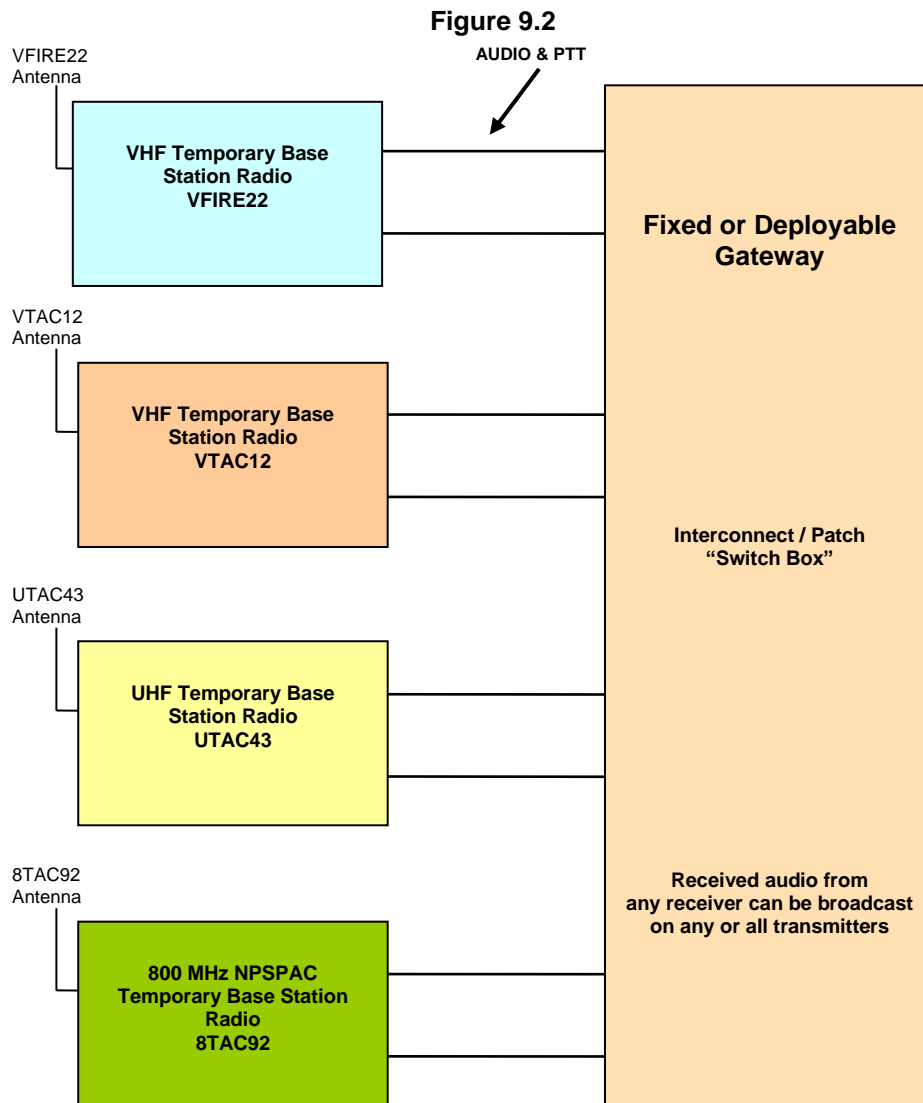 Figure 9.2
AUDIO & PTT
VFIRE22
Antenna
VHF Temporary Base
Station Radio
VFIRE22
Fixed or Deployable
Gateway
VTAC12
Antenna
VHF Temporary Base
Station Radio
VTAC12
Interconnect / Patch
“Switch Box”
UTAC43
Antenna
UHF Temporary Base
Station Radio
UTAC43
8TAC92
Antenna
800 MHz NPSPAC
Temporary Base Station
Radio
8TAC92
Received audio from
any receiver can be broadcast
on any or all transmitters